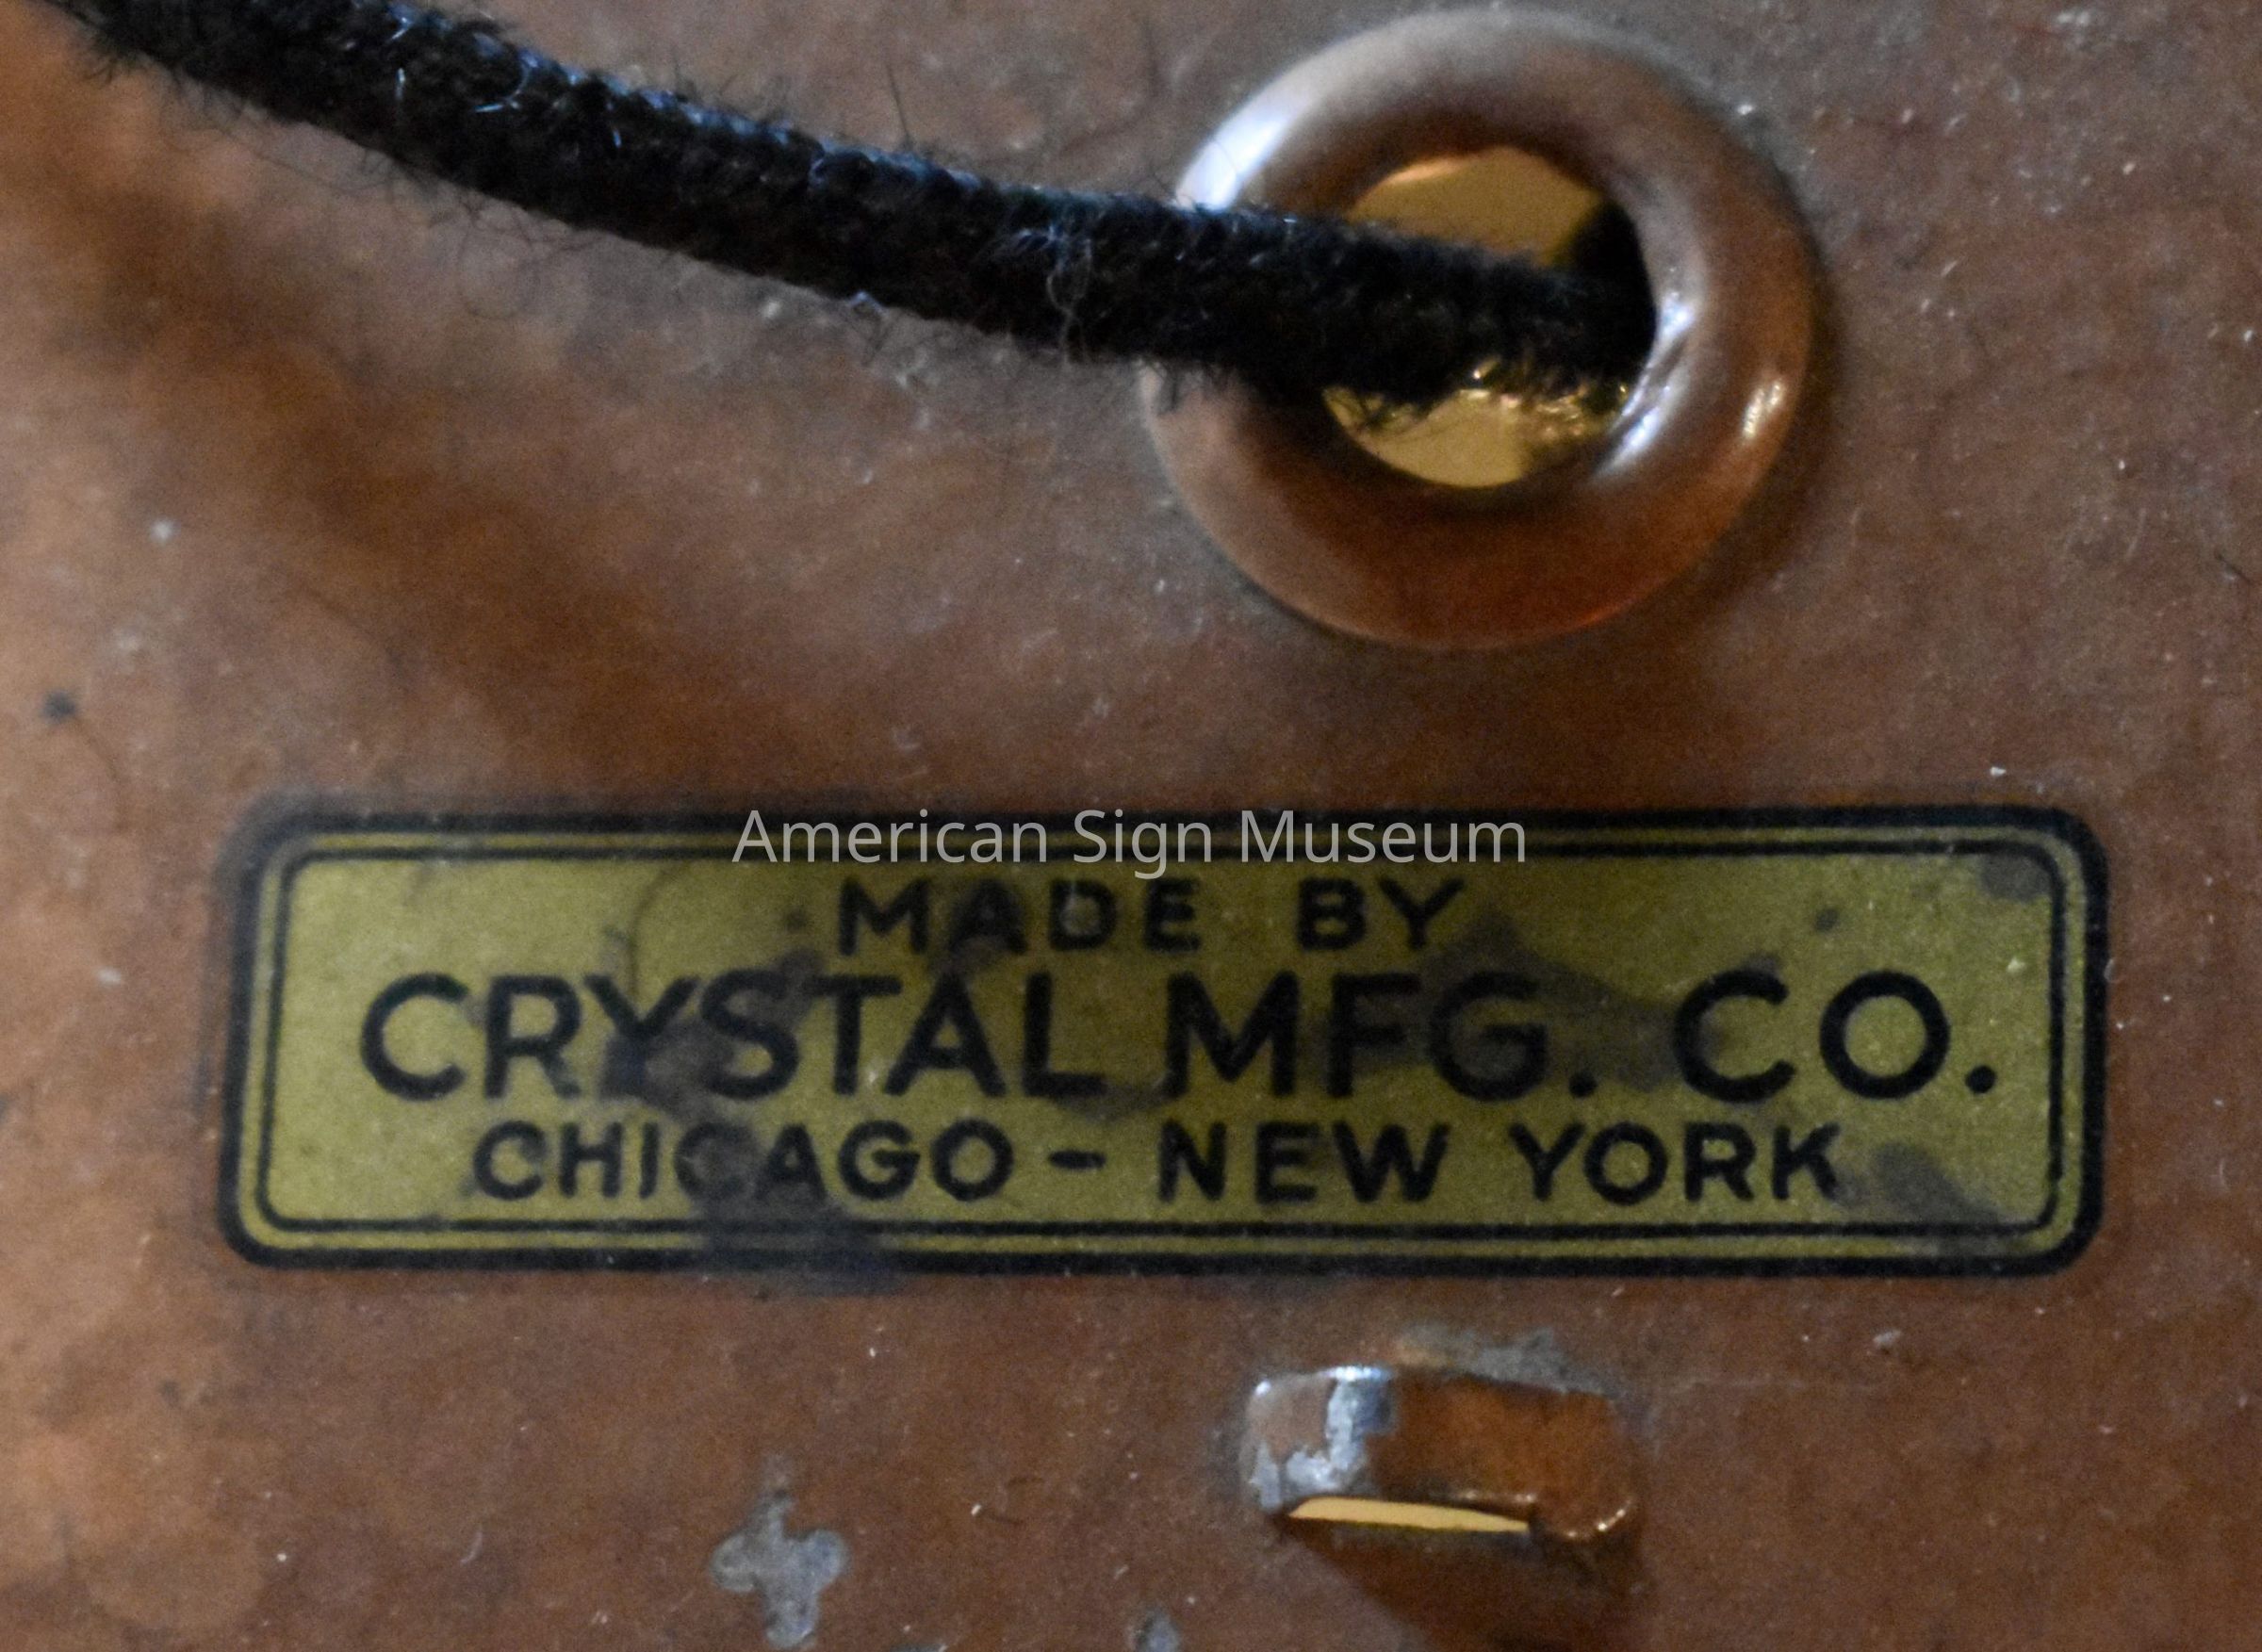 American Sign Museum
MADE BY
CRYSTAL MFG. CO.
CHICAGO - NEW YORK